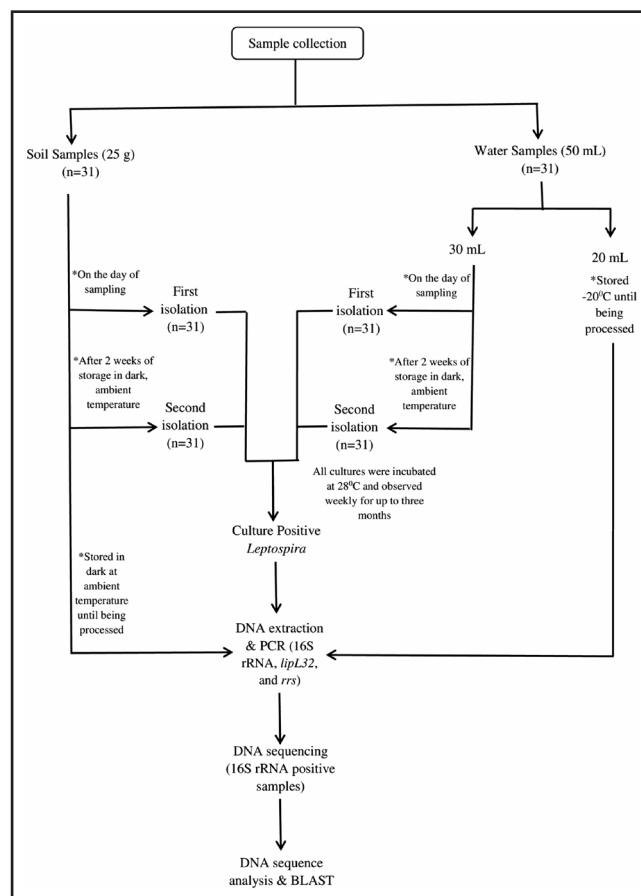 Sample collection
Soil Samples (25 g)
(n=31)
Water Samples (50 mL)
(n=31)
30 mL
20 mL
*Stored
-20⁰C until
being
processed
*On the day of
sampling
First
isolation
(n=31)
First
isolation
(n=31)
*On the day of
sampling
*After 2 weeks of
storage in dark,
ambient
temperature
Second
isolation
(n=31)
Second
isolation
(n=31)
*After 2 weeks of
storage in dark,
ambient
temperature
All cultures were incubated
at 28⁰C and observed
weekly for up to three
months
Culture Positive
Leptospira
*Stored in
dark at
ambient
temperature
until being
processed
DNA extraction
& PCR (16S
rRNA, lipL32,
and rrs)
DNA sequencing
(16S rRNA positive
samples)
DNA sequence
analysis & BLAST